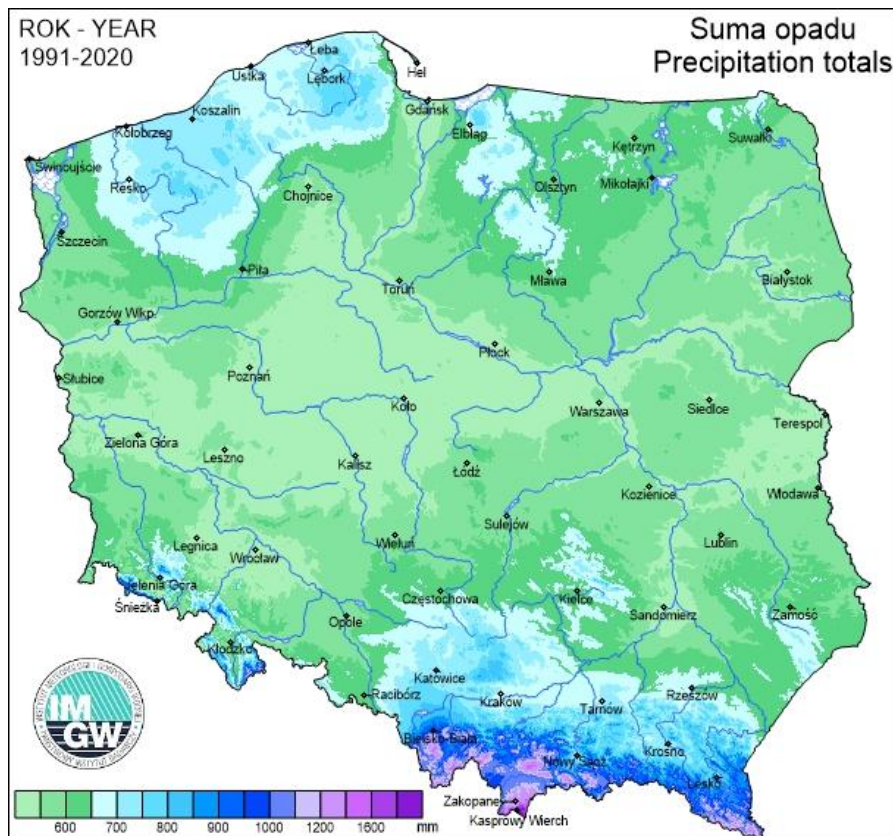 ROK - YEAR
1991-2020
Suma opadu
Precipitation totals
Łeba
Ustka
Lębork
Hel
Koszalin
Gdańsk
Kołobrzeg
Elbląg
Suwałki
Kętrzyn
Świnoujście
Resko
Chojnice
Olsztyn
Mikołajki
Szczecin
Piła
Toruń
Mława
Białystok
Gorzów Wlkp.
Płock
Słubice
Poznań
Koło
Warszawa
Siedlce
Terespol
Zielona Góra
Leszno
Kalisz
Łódź
Kozienice
Włodawa
Sulejów
Legnica
Wrocław
Wieluń
Lublin
Jelenia Góra
Śnieżka
Częstochowa
Kielce
Sandomierz
Zamość
Opole
Kłodzko
Katowice
Racibórz
Kraków
Tarnów
Rzeszów
Bielsko-Biała
Nowy Sącz
Krosno
Lesko
Zakopane
Kasprowy Wierch
IM
GW
600 700 800 900 1000 1200 1600 mm